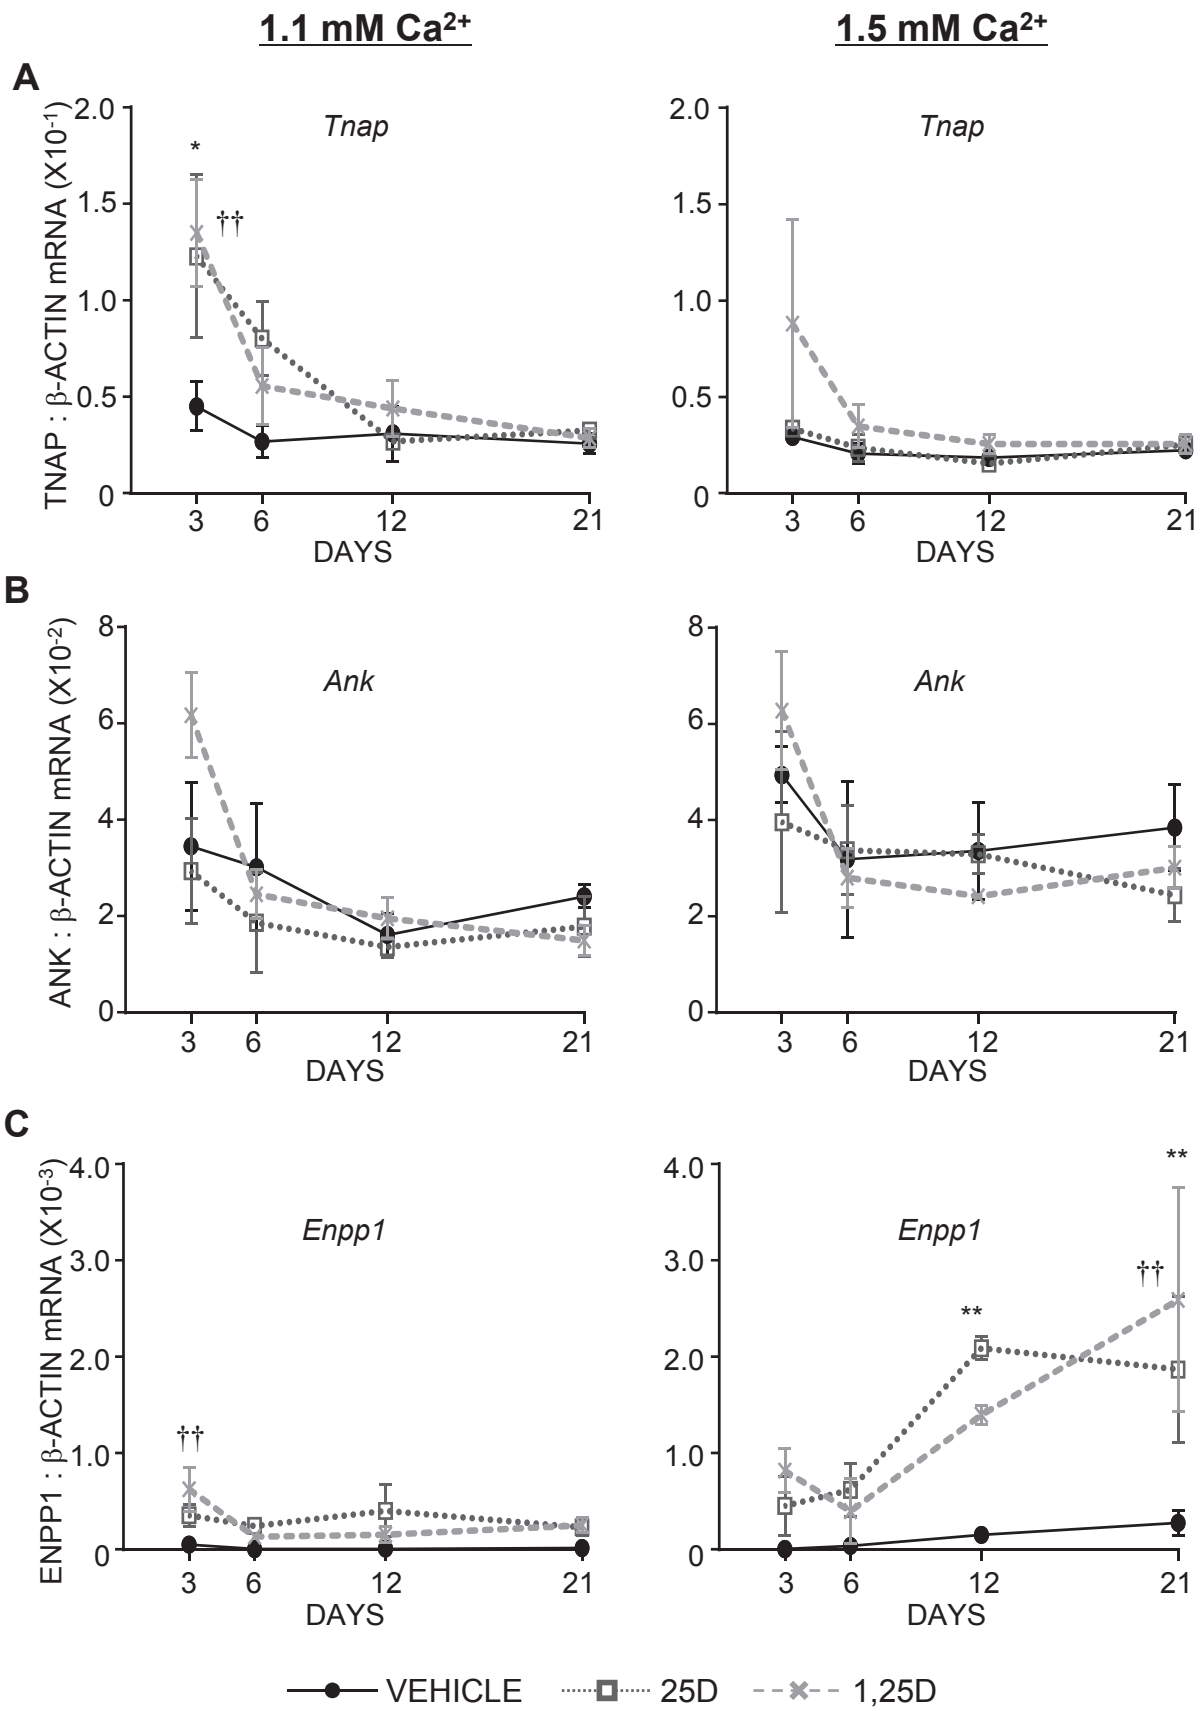 1.1 mM Ca²⁺ 1.5 mM Ca²⁺
A
TNAP : β-ACTIN mRNA (X10⁻¹)
2.0
1.5
1.0
0.5
0
Tnap
*
††
3 6 12 21
DAYS
2.0
1.5
1.0
0.5
0
Tnap
3 6 12 21
DAYS
B
ANK : β-ACTIN mRNA (X10⁻²)
8
6
4
2
0
Ank
3 6 12 21
DAYS
8
6
4
2
0
Ank
3 6 12 21
DAYS
C
ENPP1 : β-ACTIN mRNA (X10⁻³)
4.0
3.0
2.0
1.0
0
Enpp1
††
3 6 12 21
DAYS
4.0
3.0
2.0
1.0
0
Enpp1
**
††
**
3 6 12 21
DAYS
VEHICLE 25D 1,25D